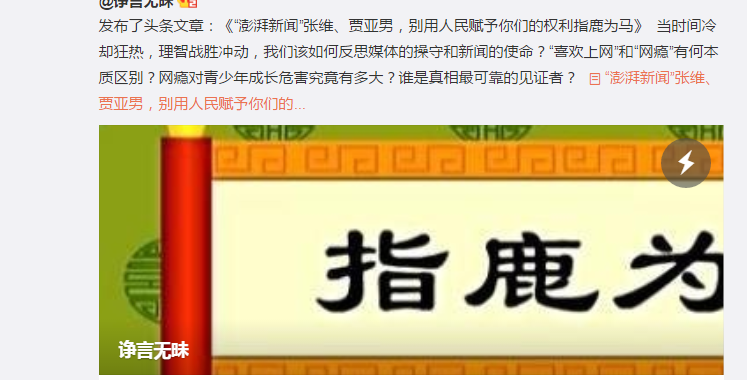 @诤言无昧
发布了头条文章：《“澎湃新闻”张维、贾亚男，别用人民赋予你们的权利指鹿为马》 当时间冷
却狂热，理智战胜冲动，我们该如何反思媒体的操守和新闻的使命？“喜欢上网”和“网瘾”有何本
质区别？网瘾对青少年成长危害究竟有多大？谁是真相最可靠的见证者？ “澎湃新闻”张维、
贾亚男，别用人民赋予你们的...
指鹿为
诤言无昧